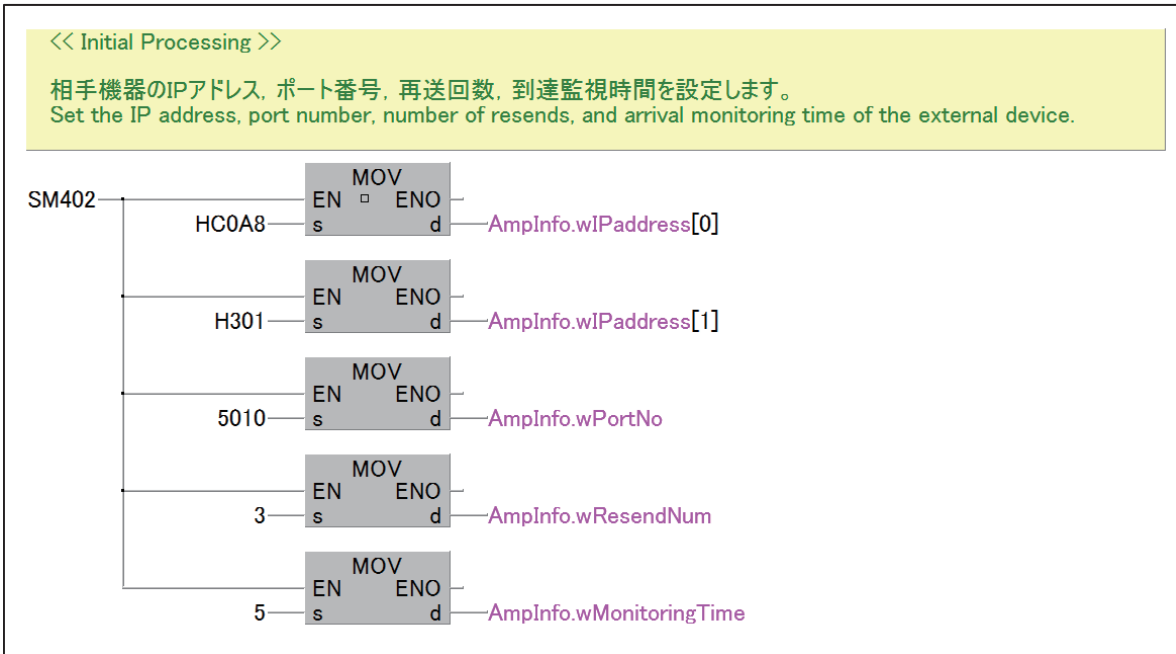 << Initial Processing >>
相手機器のIPアドレス, ポート番号, 再送回数, 到達監視時間を設定します。
Set the IP address, port number, number of resends, and arrival monitoring time of the external device.
MOV
SM402 EN ENO
HC0A8 s d AmpInfo.wIPaddress[0]
MOV
EN ENO
H301 s d AmpInfo.wIPaddress[1]
MOV
EN ENO
5010 s d AmpInfo.wPortNo
MOV
EN ENO
3 s d AmpInfo.wResendNum
MOV
EN ENO
5 s d AmpInfo.wMonitoringTime